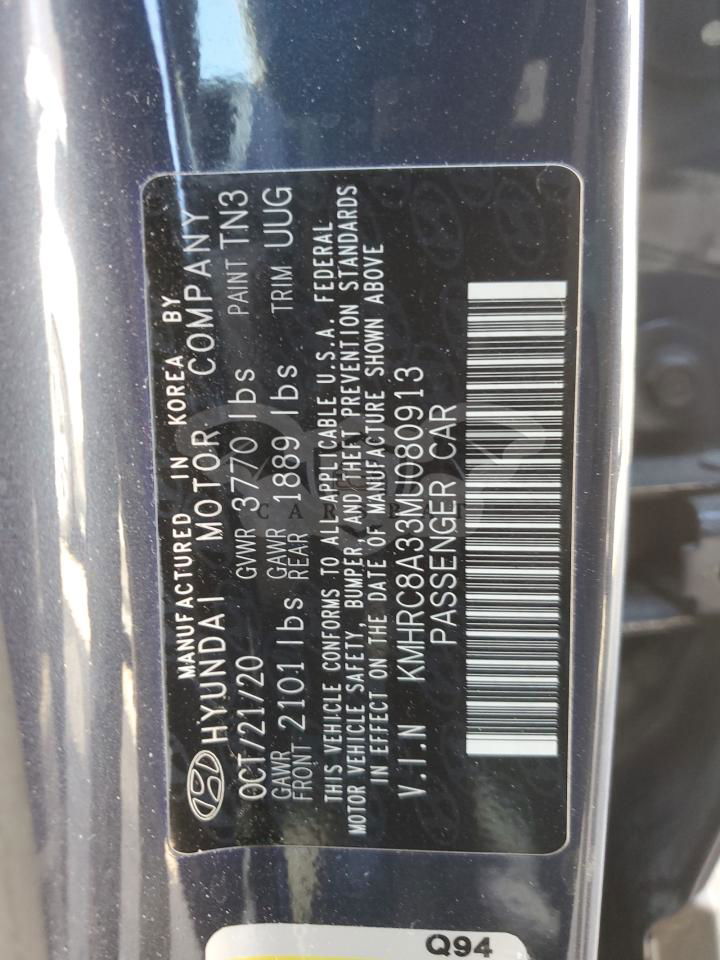 MANUFACTURED IN KOREA BY
HYUNDAI MOTOR COMPANY
OCT/21/20 GVWR 3770 lbs PAINT TN3
GAWR FRONT 2101 lbs GAWR REAR 1889 lbs TRIM UUG
THIS VEHICLE CONFORMS TO ALL APPLICABLE U.S.A. FEDERAL
MOTOR VEHICLE SAFETY, BUMPER AND THEFT PREVENTION STANDARDS
IN EFFECT ON THE DATE OF MANUFACTURE SHOWN ABOVE
V.I.N KMHRC8A33MU080913
PASSENGER CAR
Q94